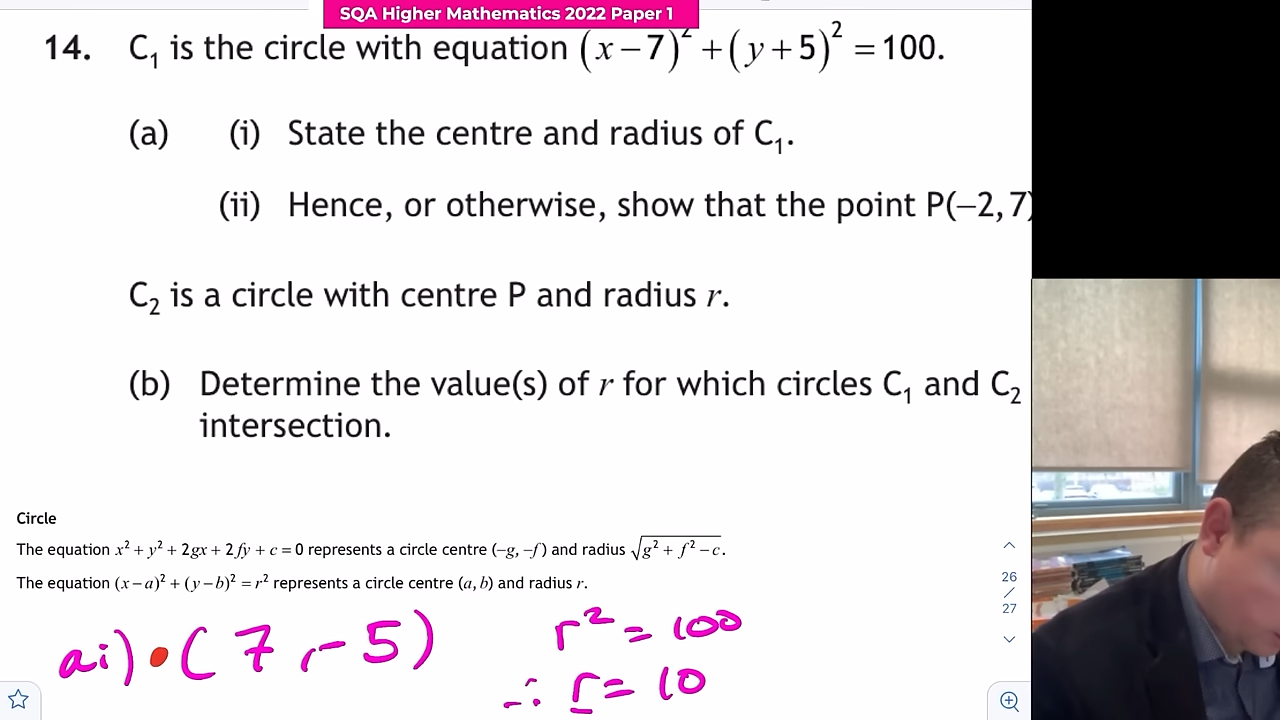 SQA Higher Mathematics 2022 Paper 1
14. C₁ is the circle with equation (x−7)² + (y+5)² = 100.
(a) (i) State the centre and radius of C₁.
(ii) Hence, or otherwise, show that the point P(−2,7)
C₂ is a circle with centre P and radius r.
(b) Determine the value(s) of r for which circles C₁ and C₂
intersection.
Circle
The equation x² + y² + 2gx + 2fy + c = 0 represents a circle centre (−g, −f) and radius √(g² + f² − c).
The equation (x − a)² + (y − b)² = r² represents a circle centre (a, b) and radius r.
26
/
27
ai) • (7, -5) r² = 100
∴ r = 10